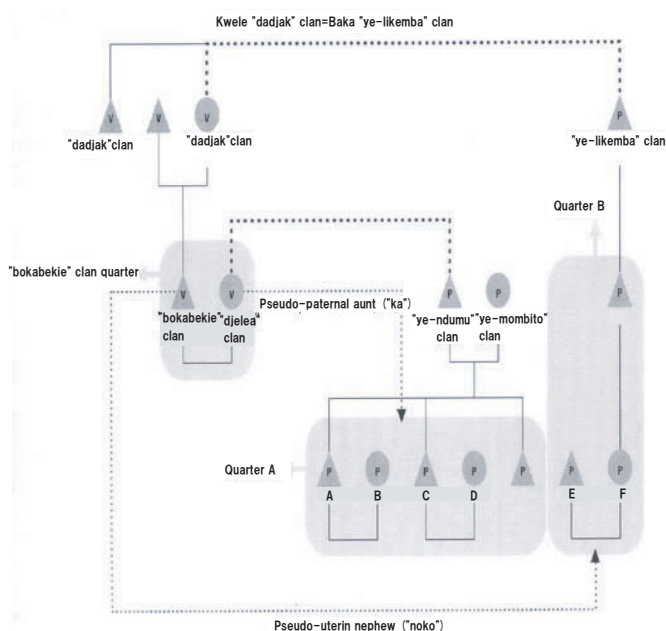 Kwele "dadjak" clan=Baka "ye-likemba" clan
V V V P
"dadjak"clan "dadjak"clan "ye-likemba" clan
Quarter B
"bokabekie" clan quarter
V V P P P
Pseudo-paternal aunt ("ka")
"bokabekie" "djelea" "ye-ndumu" "ye-mombito"
clan clan clan clan
Quarter A
P P P P P P P
A B C D E F
Pseudo-uterin nephew ("noko")